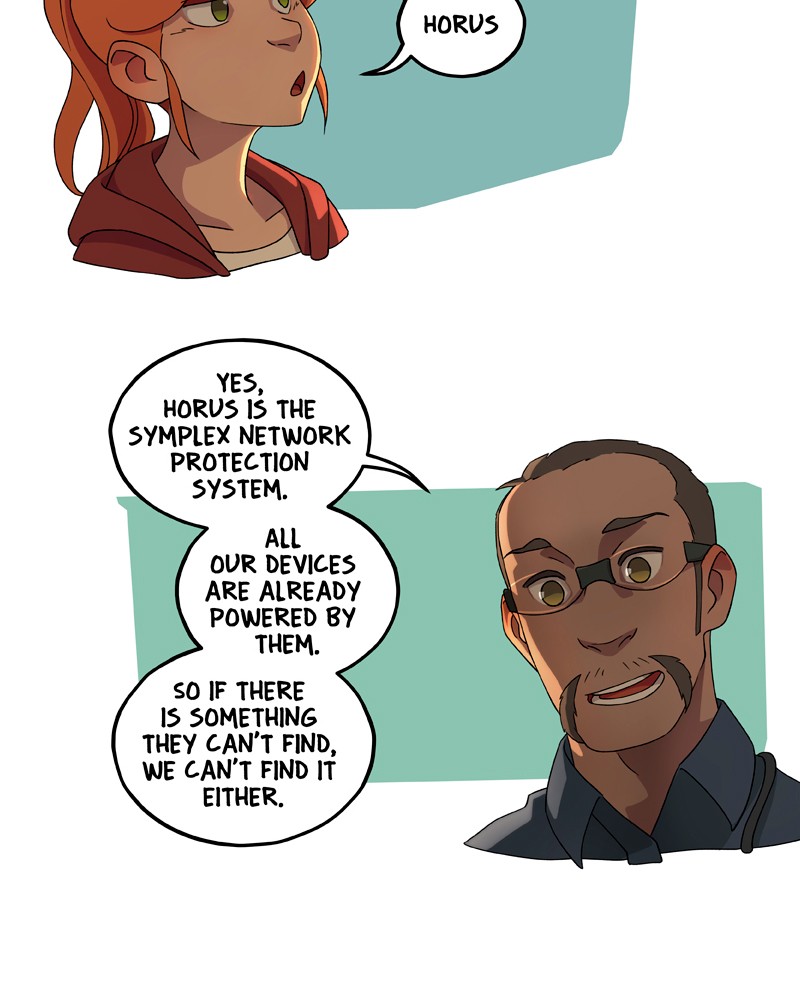 HORUS
YES,
HORUS IS THE
SYMPLEX NETWORK
PROTECTION
SYSTEM.
ALL
OUR DEVICES
ARE ALREADY
POWERED BY
THEM.
SO IF THERE
IS SOMETHING
THEY CAN'T FIND,
WE CAN'T FIND IT
EITHER.